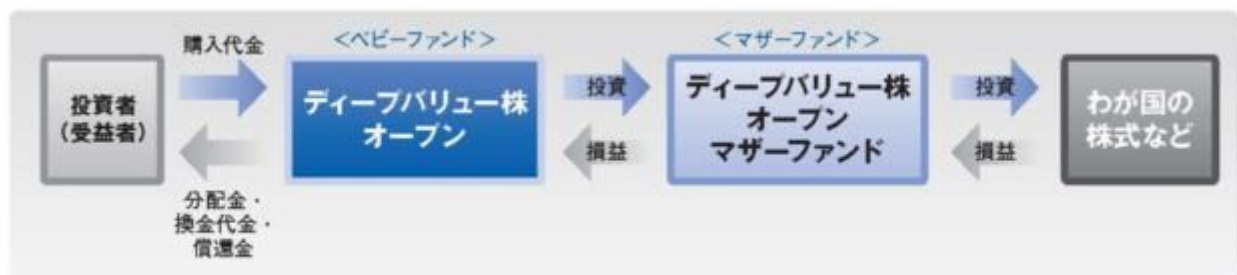 投資者
(受益者)
購入代金
分配金・
換金代金・
償還金
<ベビーファンド>
ディープバリュー株
オープン
投資
損益
<マザーファンド>
ディープバリュー株
オープン
マザーファンド
投資
損益
わが国の
株式など